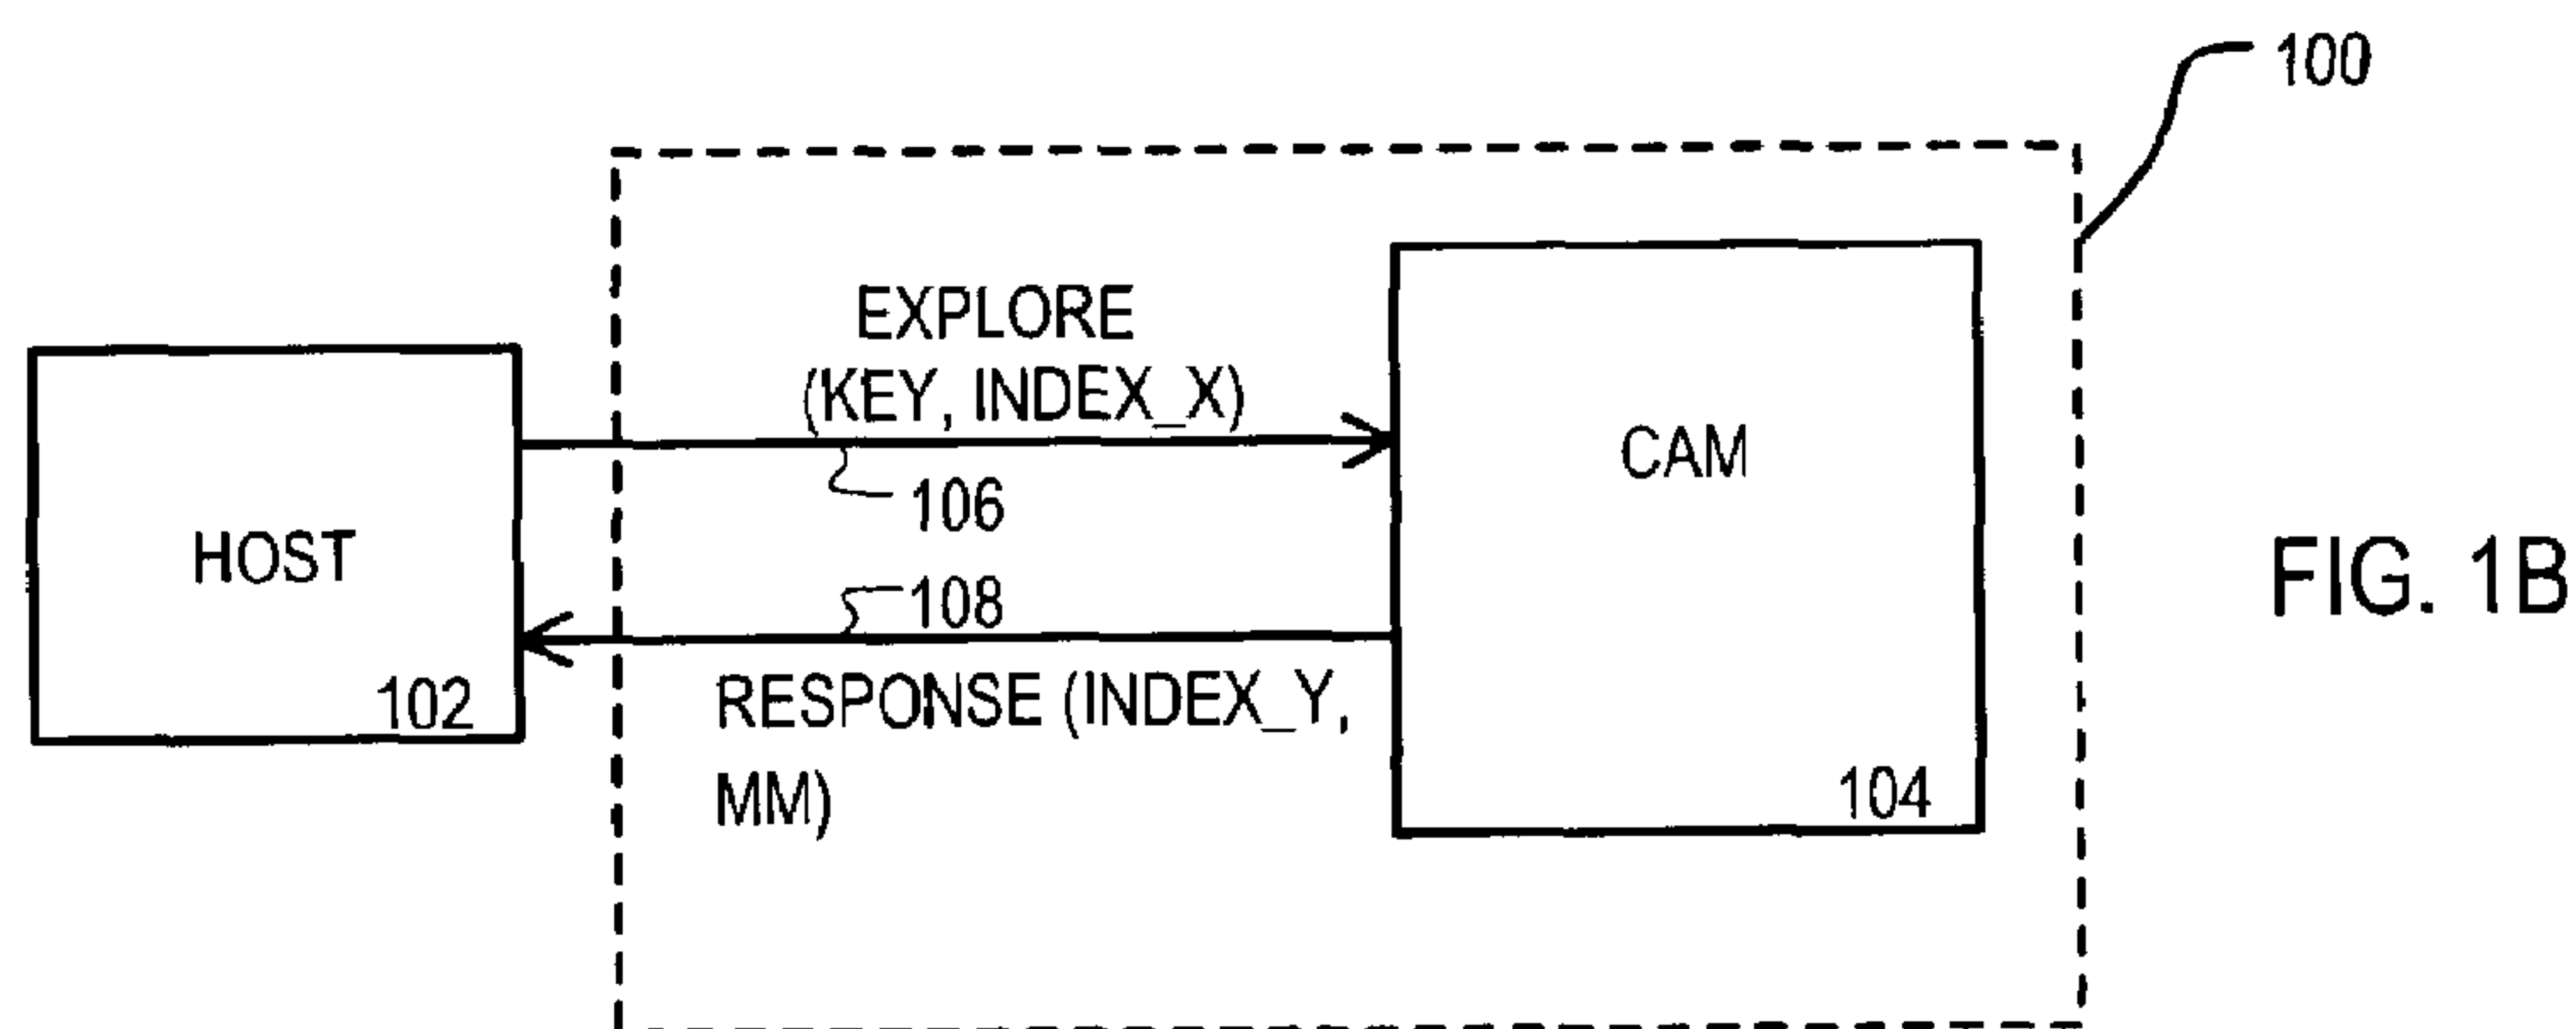 100
EXPLORE
(KEY, INDEX_X)
CAM
106
HOST
108
FIG. 1B
102
RESPONSE (INDEX_Y,
MM)
104